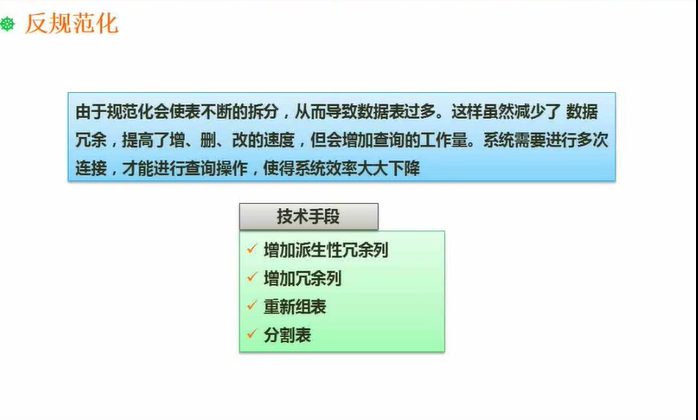 反规范化
由于规范化会使表不断的拆分，从而导致数据表过多。这样虽然减少了 数据
冗余，提高了增、删、改的速度，但会增加查询的工作量。系统需要进行多次
连接，才能进行查询操作，使得系统效率大大下降
技术手段
增加派生性冗余列
增加冗余列
重新组表
分割表